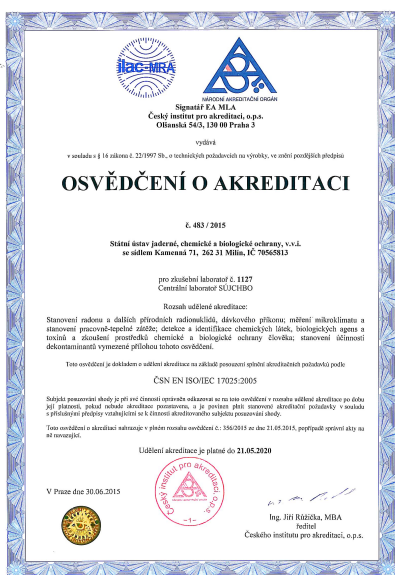 ilac-MRA
NÁRODNÍ AKREDITAČNÍ ORGÁN
Signatář EA MLA
Český institut pro akreditaci, o.p.s.
Olšanská 54/3, 130 00 Praha 3
vydává
v souladu s § 16 zákona č. 22/1997 Sb., o technických požadavcích na výrobky, ve znění pozdějších předpisů
OSVĚDČENÍ O AKREDITACI
č. 483 / 2015
Státní ústav jaderné, chemické a biologické ochrany, v.v.i.
se sídlem Kamenná 71, 262 31 Milín, IČ 70565813
pro zkušební laboratoř č. 1127
Centrální laboratoř SÚJCHBO
Rozsah udělené akreditace:
Stanovení radonu a dalších přírodních radionuklidů, dávkového příkonu; měření mikroklimatu a
stanovení pracovně-tepelné zátěže; detekce a identifikace chemických látek, biologických agens a
toxinů a zkoušení prostředků chemické a biologické ochrany člověka; stanovení účinnosti
dekontaminantů vymezené přílohou tohoto osvědčení.
Toto osvědčení je dokladem o udělení akreditace na základě posouzení splnění akreditačních požadavků podle
ČSN EN ISO/IEC 17025:2005
Subjekt posuzování shody je při své činnosti oprávněn odkazovat se na toto osvědčení v rozsahu udělené akreditace po dobu
její platnosti, pokud nebude akreditace pozastavena, a je povinen plnit stanovené akreditační požadavky v souladu
s příslušnými předpisy vztahujícími se k činnosti akreditovaného subjektu posuzování shody.
Toto osvědčení o akreditaci nahrazuje v plném rozsahu osvědčení č.: 356/2015 ze dne 21.05.2015, popřípadě správní akty na
ně navazující.
Udělení akreditace je platné do 21.05.2020
Český institut pro akreditaci, o.p.s.
–1–
V Praze dne 30.06.2015
Ing. Jiří Růžička, MBA
ředitel
Českého institutu pro akreditaci, o.p.s.